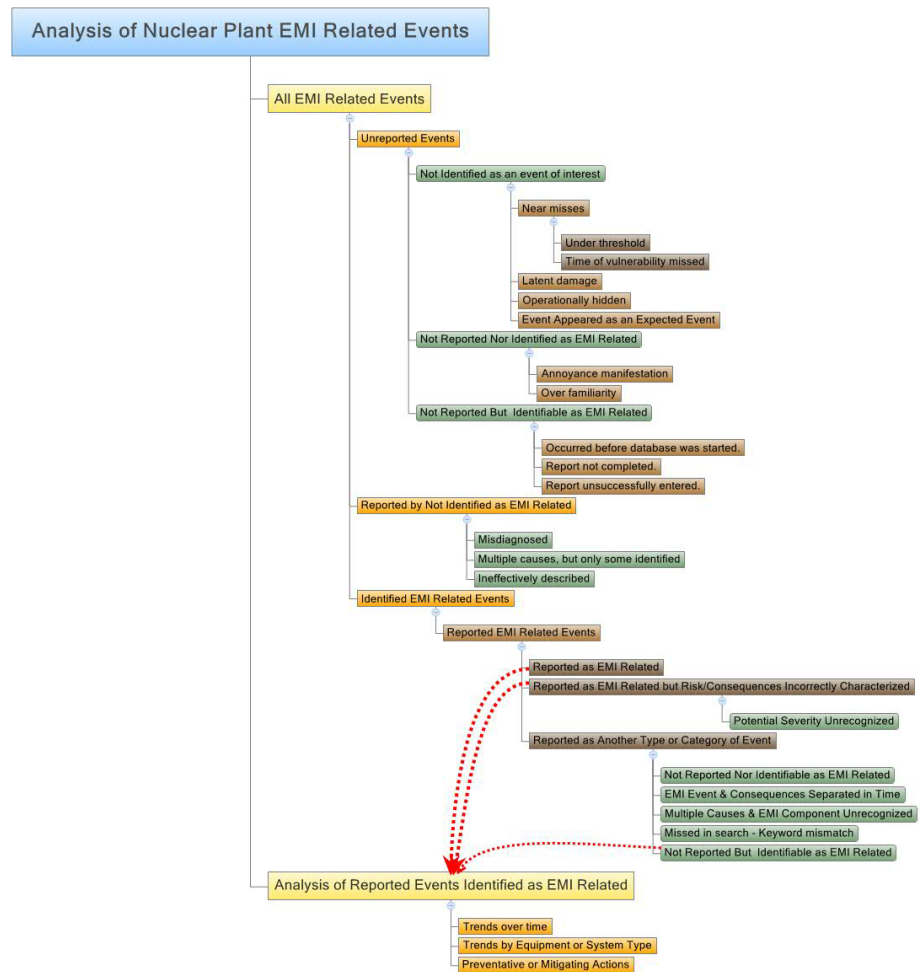 Analysis of Nuclear Plant EMI Related Events
All EMI Related Events
Unreported Events
Not Identified as an event of interest
Near misses
Under threshold
Time of vulnerability missed
Latent damage
Operationally hidden
Event Appeared as an Expected Event
Not Reported Nor Identified as EMI Related
Annoyance manifestation
Over familiarity
Not Reported But Identifiable as EMI Related
Occurred before database was started.
Report not completed.
Report unsuccessfully entered.
Reported by Not Identified as EMI Related
Misdiagnosed
Multiple causes, but only some identified
Ineffectively described
Identified EMI Related Events
Reported EMI Related Events
Reported as EMI Related
Reported as EMI Related but Risk/Consequences Incorrectly Characterized
Potential Severity Unrecognized
Reported as Another Type or Category of Event
Not Reported Nor Identifiable as EMI Related
EMI Event & Consequences Separated in Time
Multiple Causes & EMI Component Unrecognized
Missed in search - Keyword mismatch
Not Reported But Identifiable as EMI Related
Analysis of Reported Events Identified as EMI Related
Trends over time
Trends by Equipment or System Type
Preventative or Mitigating Actions